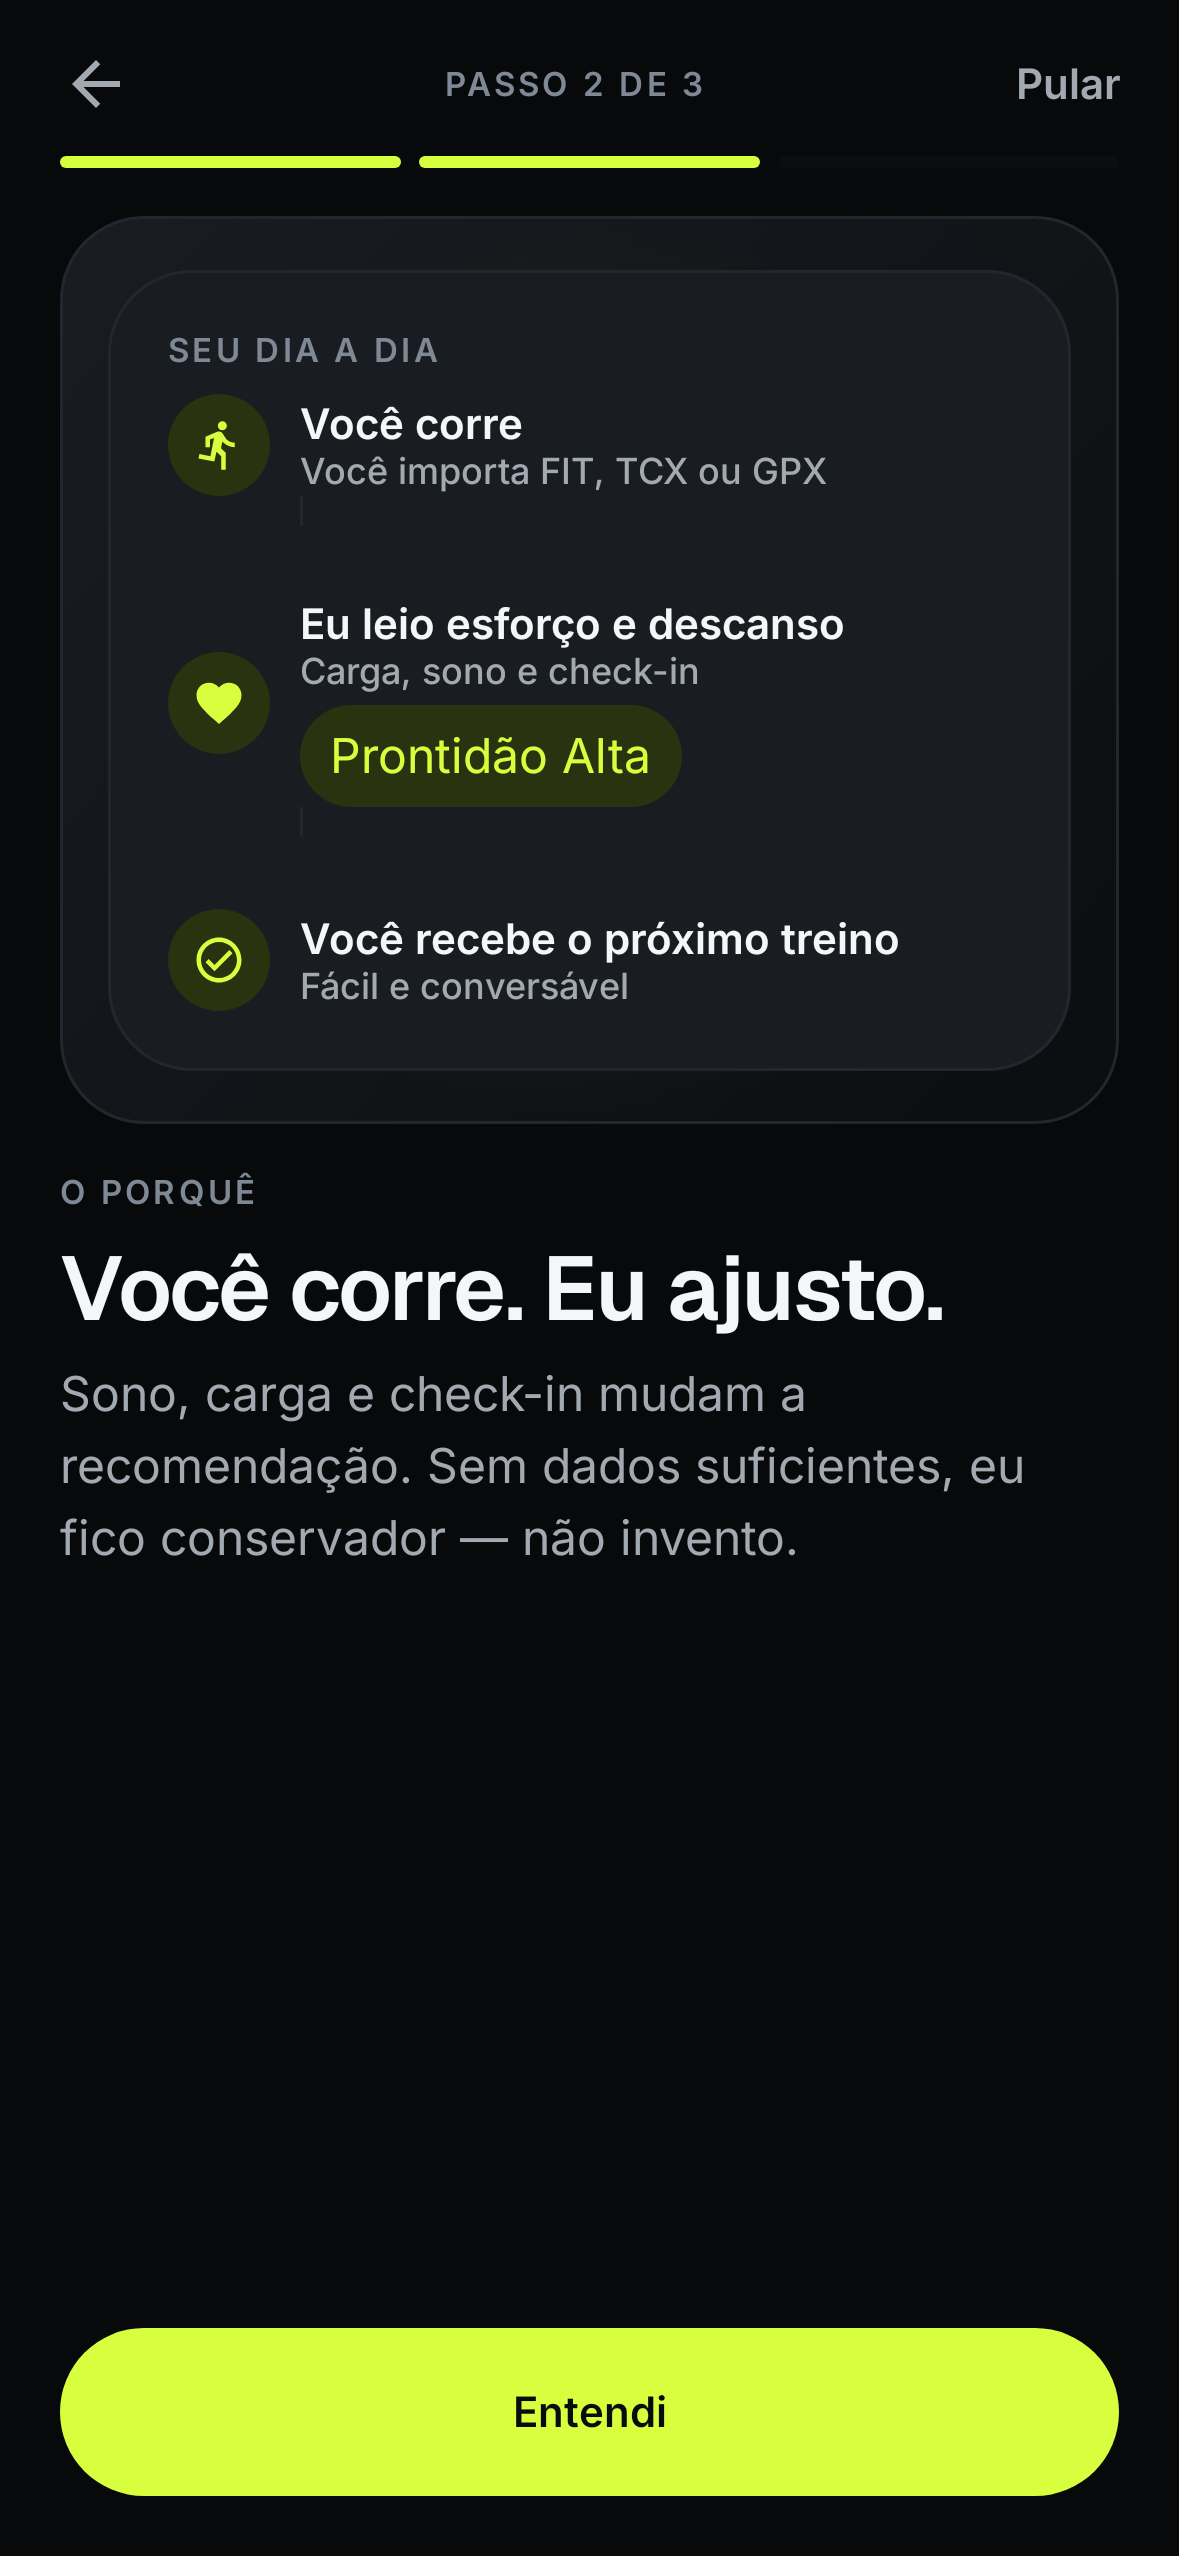 PASSO 2 DE 3
Pular
SEU DIA A DIA
Você corre
Você importa FIT, TCX ou GPX
Eu leio esforço e descanso
Carga, sono e check-in
Prontidão Alta
Você recebe o próximo treino
Fácil e conversável
O PORQUÊ
Você corre. Eu ajusto.
Sono, carga e check-in mudam a
recomendação. Sem dados suficientes, eu
fico conservador — não invento.
Entendi